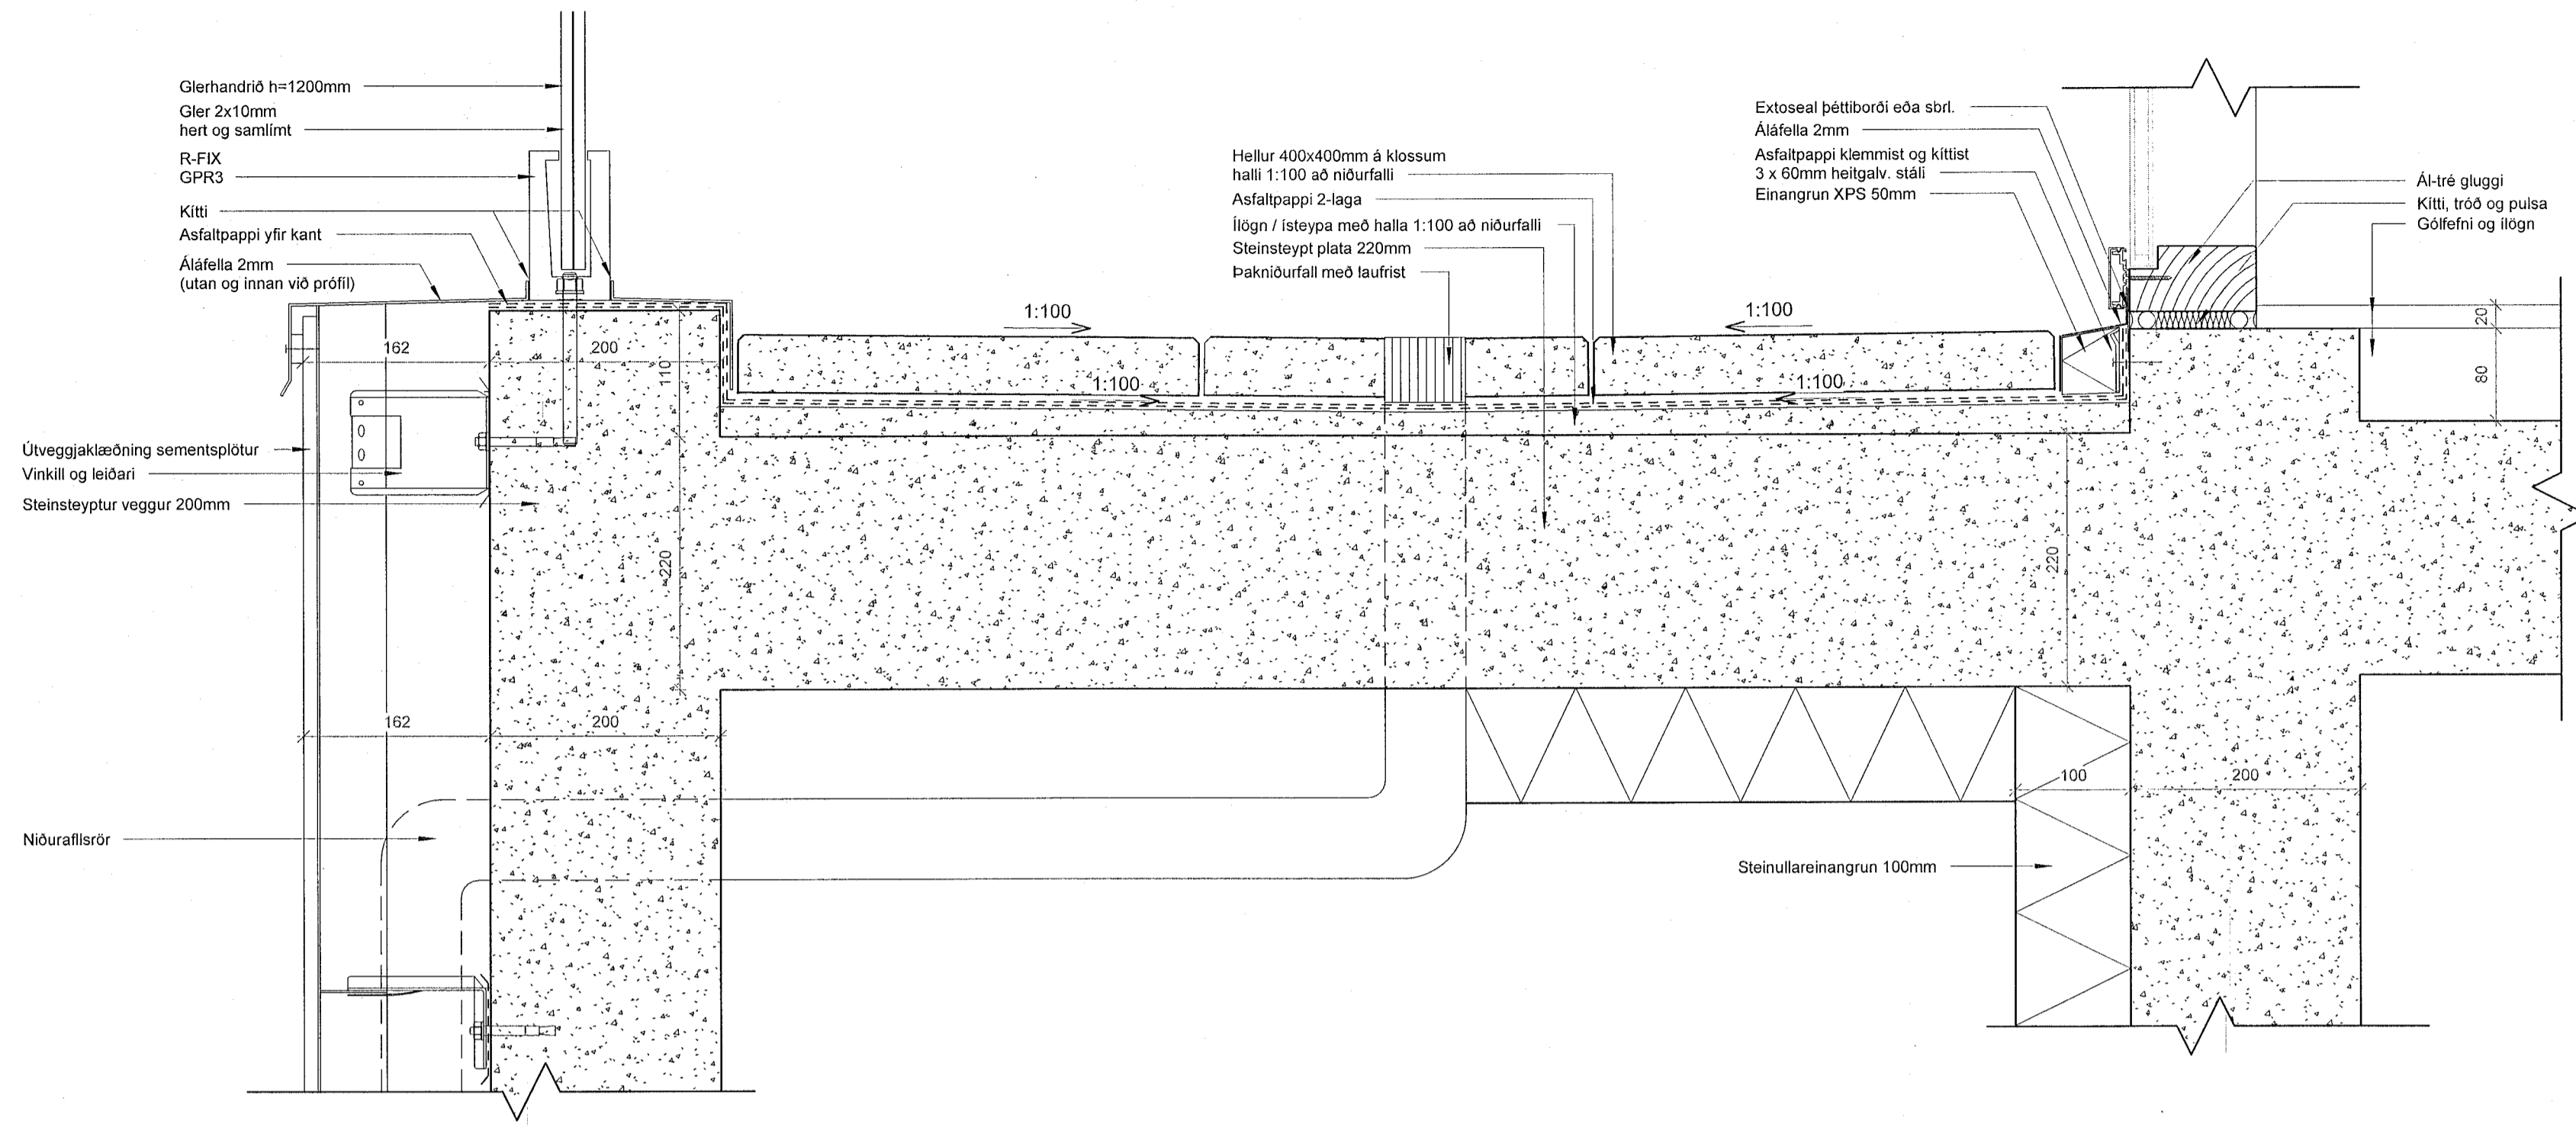 Glerhandrið h=1200mm
Gler 2x10mm
hert og samlímt
R-FIX
GPR3
Kítti
Asfaltpappi yfir kant
Áláfella 2mm
(utan og innan við prófíl)
Hellur 400x400mm á klossum
halli 1:100 að niðurfalli
Asfaltpappi 2-laga
Ílögn / ísteypa með halla 1:100 að niðurfalli
Steinsteypt plata 220mm
Þakniðurfall með laufrist
Extoseal þéttiborði eða sbrl.
Áláfella 2mm
Asfaltpappi klemmist og kíttist
3 x 60mm heitgalv. stáli
Einangrun XPS 50mm
Ál-tré gluggi
Kítti, tróð og pulsa
Gólfefni og ílögn
1:100
1:100
1:100
1:100
162
200
110
220
20
80
220
Útveggjaklæðning sementsplötur
Vinkill og leiðari
Steinsteyptur veggur 200mm
162
200
100
200
Niðurafllsrör
Steinullareinangrun 100mm